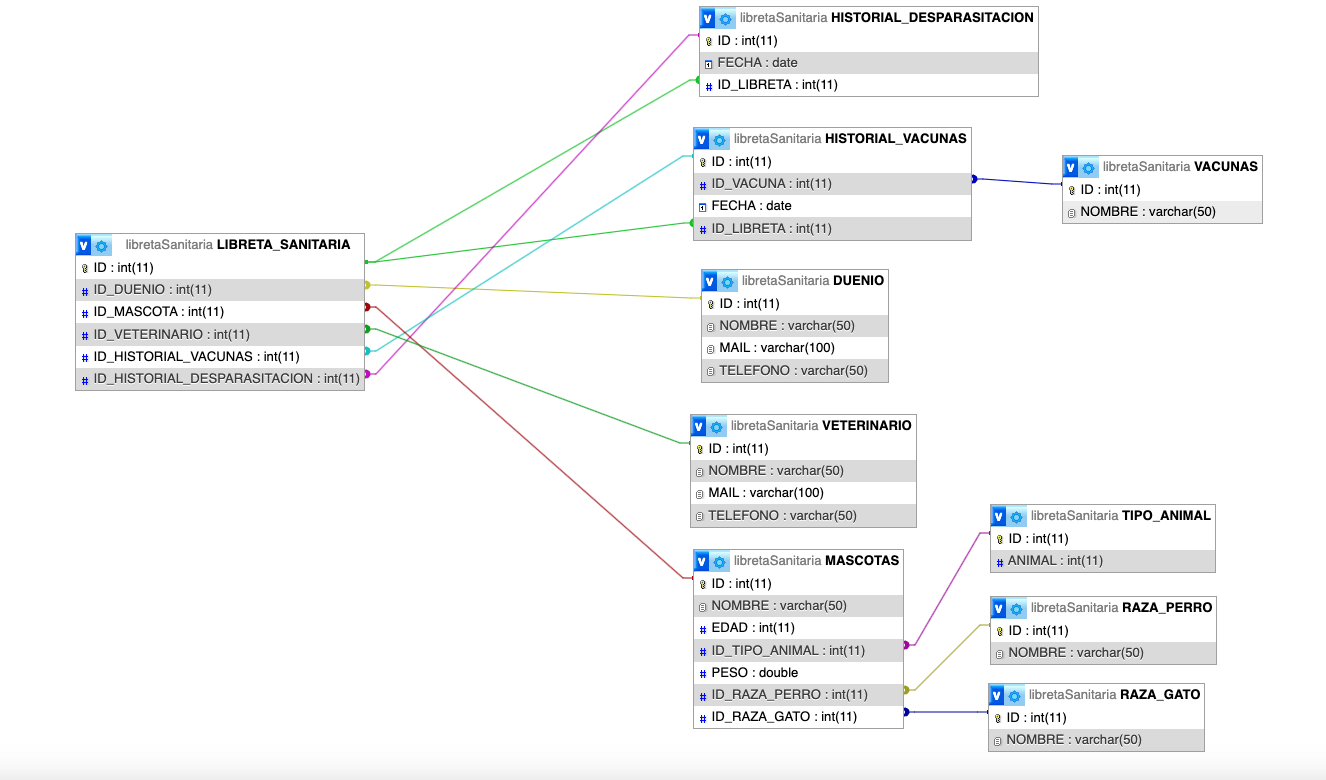 libretaSanitaria HISTORIAL_DESPARASITACION
ID : int(11)
FECHA : date
# ID_LIBRETA : int(11)
libretaSanitaria HISTORIAL_VACUNAS
ID : int(11)
# ID_VACUNA : int(11)
FECHA : date
# ID_LIBRETA : int(11)
libretaSanitaria VACUNAS
ID : int(11)
NOMBRE : varchar(50)
libretaSanitaria LIBRETA_SANITARIA
ID : int(11)
# ID_DUENIO : int(11)
# ID_MASCOTA : int(11)
# ID_VETERINARIO : int(11)
# ID_HISTORIAL_VACUNAS : int(11)
# ID_HISTORIAL_DESPARASITACION : int(11)
libretaSanitaria DUENIO
ID : int(11)
NOMBRE : varchar(50)
MAIL : varchar(100)
TELEFONO : varchar(50)
libretaSanitaria VETERINARIO
ID : int(11)
NOMBRE : varchar(50)
MAIL : varchar(100)
TELEFONO : varchar(50)
libretaSanitaria MASCOTAS
ID : int(11)
NOMBRE : varchar(50)
# EDAD : int(11)
# ID_TIPO_ANIMAL : int(11)
# PESO : double
# ID_RAZA_PERRO : int(11)
# ID_RAZA_GATO : int(11)
libretaSanitaria TIPO_ANIMAL
ID : int(11)
# ANIMAL : int(11)
libretaSanitaria RAZA_PERRO
ID : int(11)
NOMBRE : varchar(50)
libretaSanitaria RAZA_GATO
ID : int(11)
NOMBRE : varchar(50)